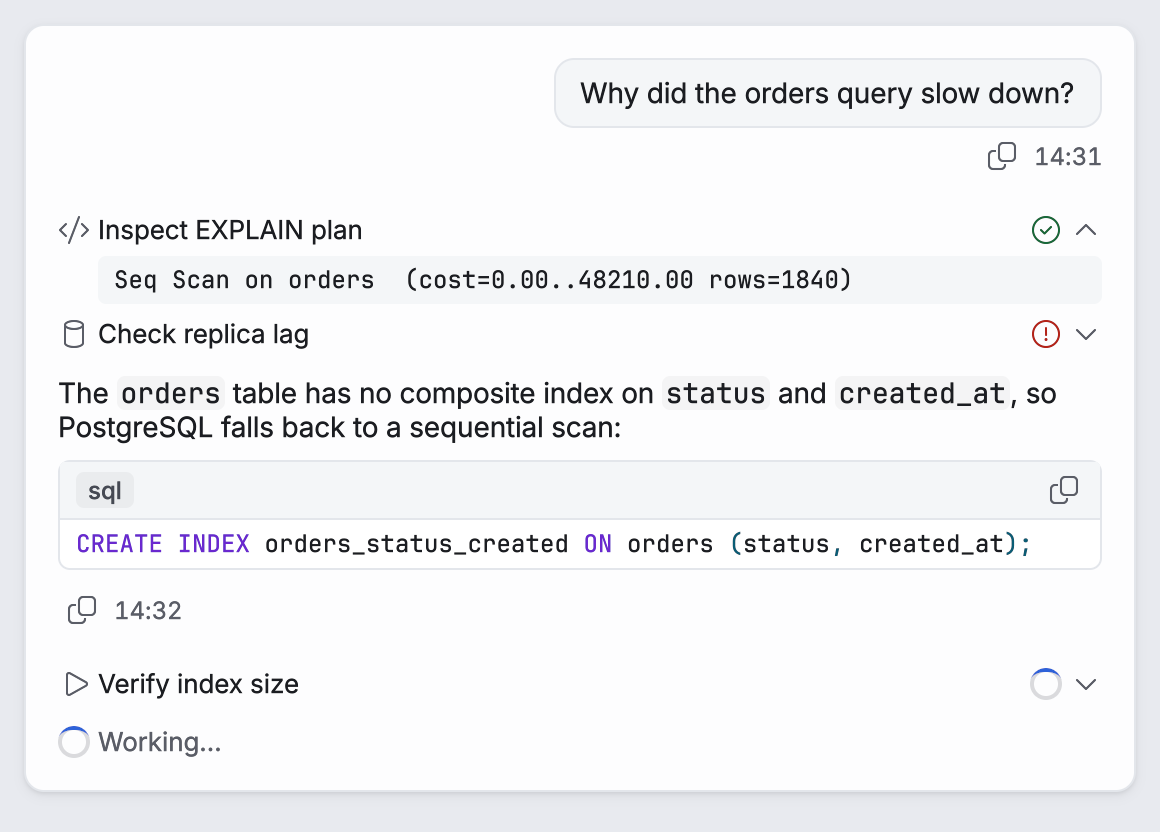 Why did the orders query slow down?
14:31
Inspect EXPLAIN plan
Seq Scan on orders  (cost=0.00..48210.00 rows=1840)
Check replica lag
The orders table has no composite index on status and created_at, so
PostgreSQL falls back to a sequential scan:
sql
CREATE INDEX orders_status_created ON orders (status, created_at);
14:32
Verify index size
Working...